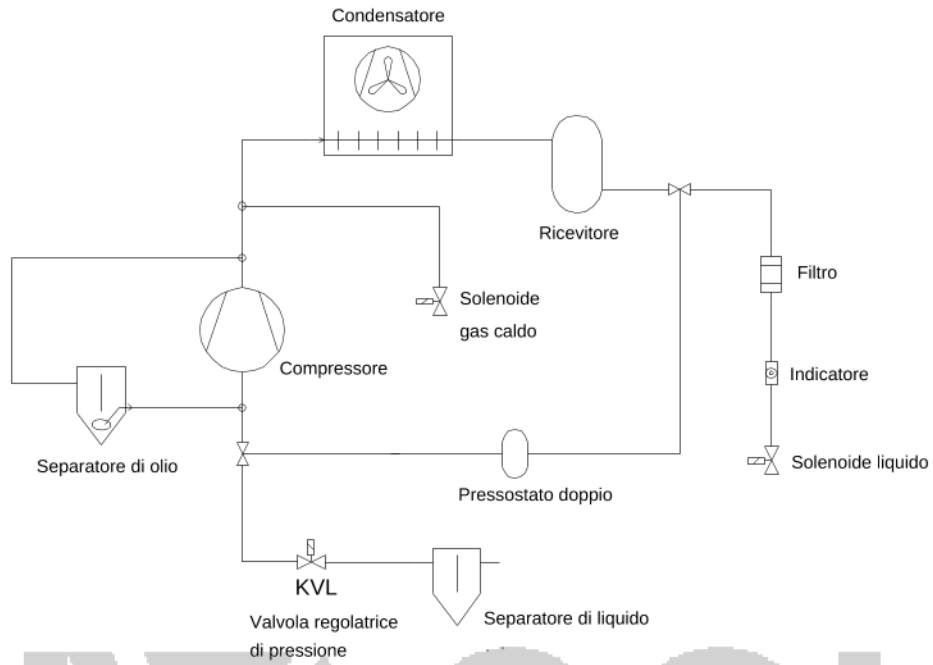 Condensatore
Ricevitore
Filtro
Solenoide
gas caldo
Compressore
Indicatore
Separatore di olio
Solenoide liquido
Pressostato doppio
KVL
Valvola regolatrice
di pressione
Separatore di liquido